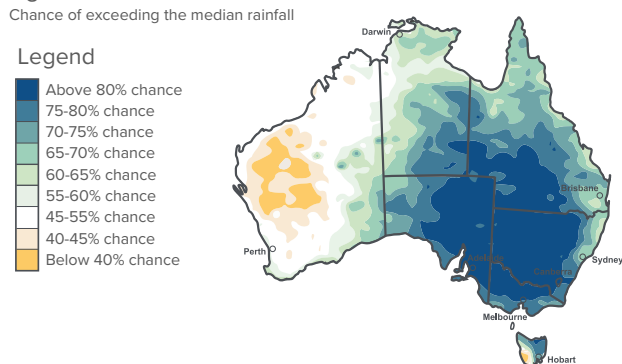 Chance of exceeding the median rainfall
Legend
Above 80% chance
75-80% chance
70-75% chance
65-70% chance
60-65% chance
55-60% chance
45-55% chance
40-45% chance
Below 40% chance
Darwin
Brisbane
Perth
Sydney
Adelaide
Canberra
Melbourne
Hobart